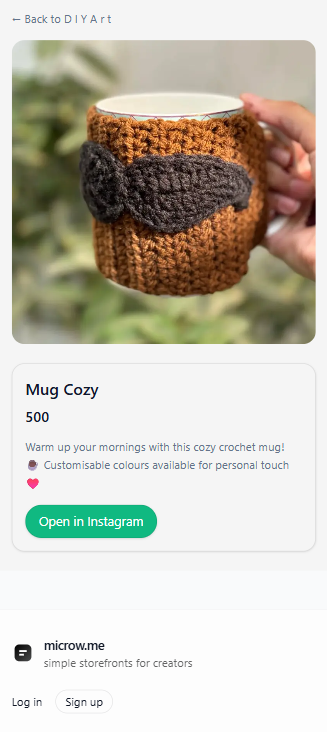 ← Back to D I Y A r t
Mug Cozy
500
Warm up your mornings with this cozy crochet mug!
🧶 Customisable colours available for personal touch
💖
Open in Instagram
microw.me
simple storefronts for creators
Log in
Sign up